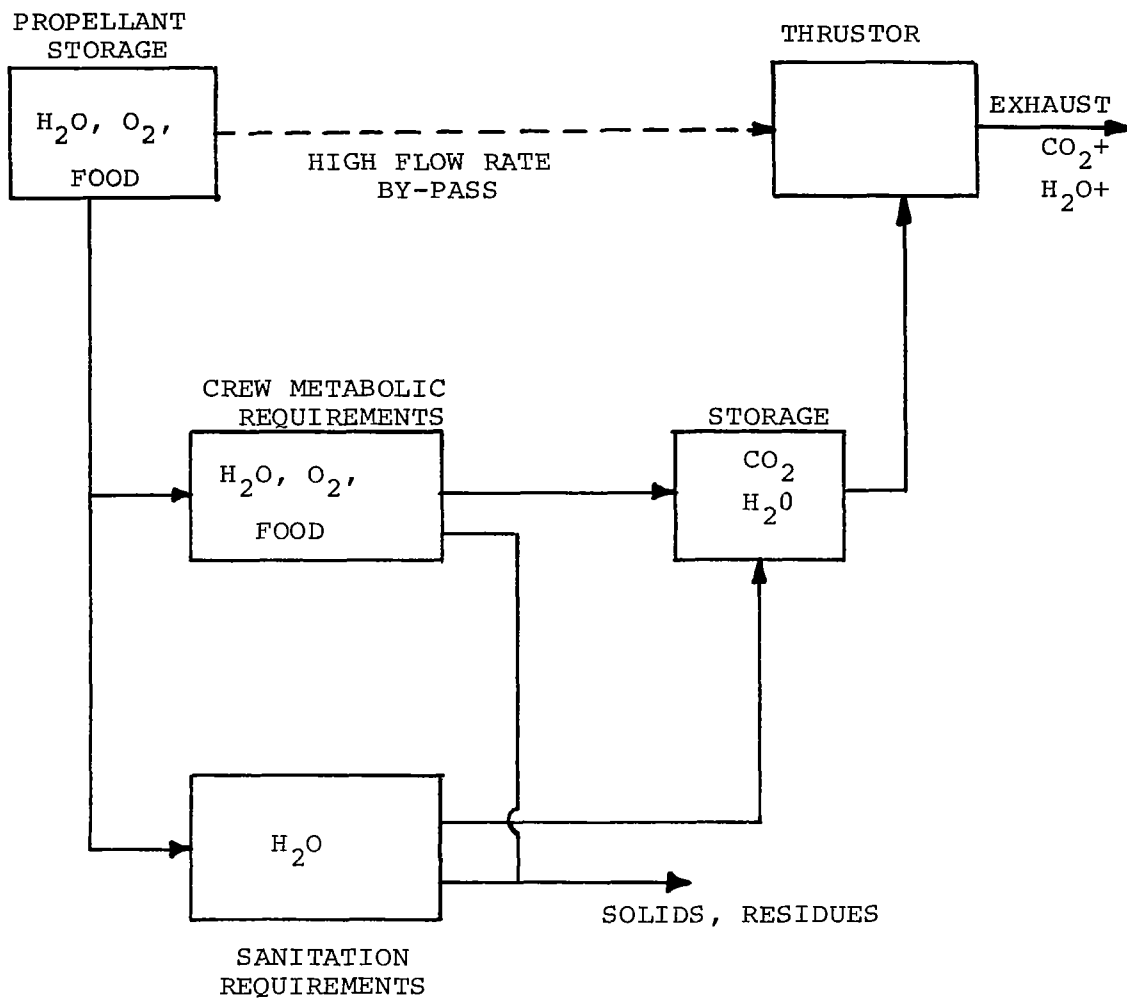 PROPELLANT
STORAGE
H₂O, O₂,
FOOD
HIGH FLOW RATE
BY-PASS
THRUSTOR
EXHAUST
CO₂+
H₂O+
CREW METABOLIC
REQUIREMENTS
H₂O, O₂,
FOOD
STORAGE
CO₂
H₂0
H₂O
SOLIDS, RESIDUES
SANITATION
REQUIREMENTS